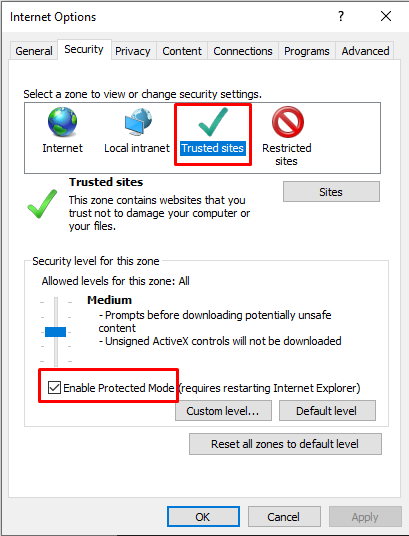 Internet Options
General Security Privacy Content Connections Programs Advanced
Select a zone to view or change security settings.
Internet Local intranet Trusted sites Restricted
sites
Trusted sites
This zone contains websites that you
trust not to damage your computer or
your files.
Sites
Security level for this zone
Allowed levels for this zone: All
Medium
- Prompts before downloading potentially unsafe
content
- Unsigned ActiveX controls will not be downloaded
Enable Protected Mode (requires restarting Internet Explorer)
Custom level... Default level
Reset all zones to default level
OK Cancel Apply